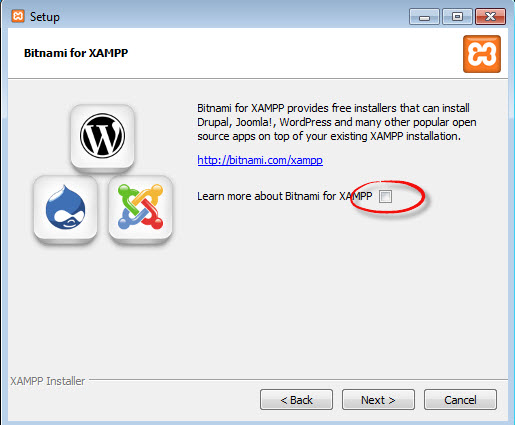 Setup
Bitnami for XAMPP
Bitnami for XAMPP provides free installers that can install
Drupal, Joomla!, WordPress and many other popular open
source apps on top of your existing XAMPP installation.
http://bitnami.com/xampp
Learn more about Bitnami for XAMPP
XAMPP Installer
< Back
Next >
Cancel